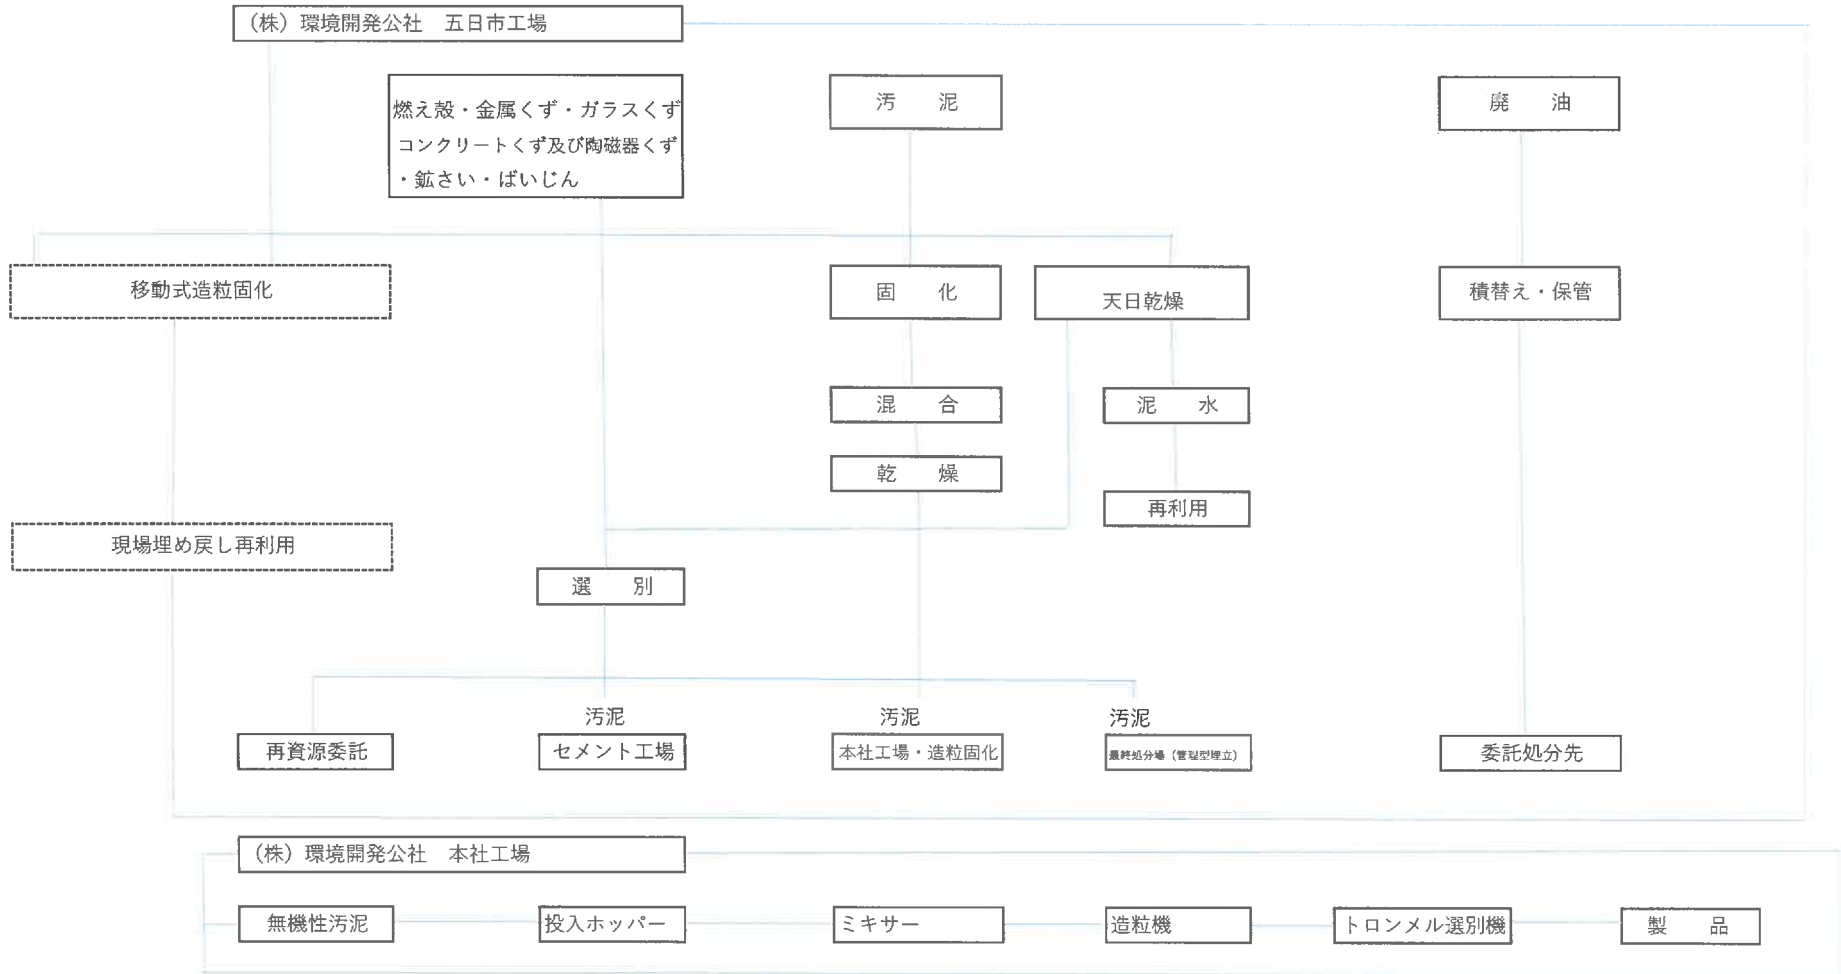 (株)環境開発公社　五日市工場
燃え殻・金属くず・ガラスくず
コンクリートくず及び陶磁器くず
・鉱さい・ばいじん
汚　泥
廃　油
移動式造粒固化
固　化
天日乾燥
積替え・保管
混　合
泥　水
乾　燥
再利用
現場埋め戻し再利用
選　別
汚泥
汚泥
汚泥
再資源委託
セメント工場
本社工場・造粒固化
最終処分場（管理型埋立）
委託処分先
(株)環境開発公社　本社工場
無機性汚泥
投入ホッパー
ミキサー
造粒機
トロンメル選別機
製　品